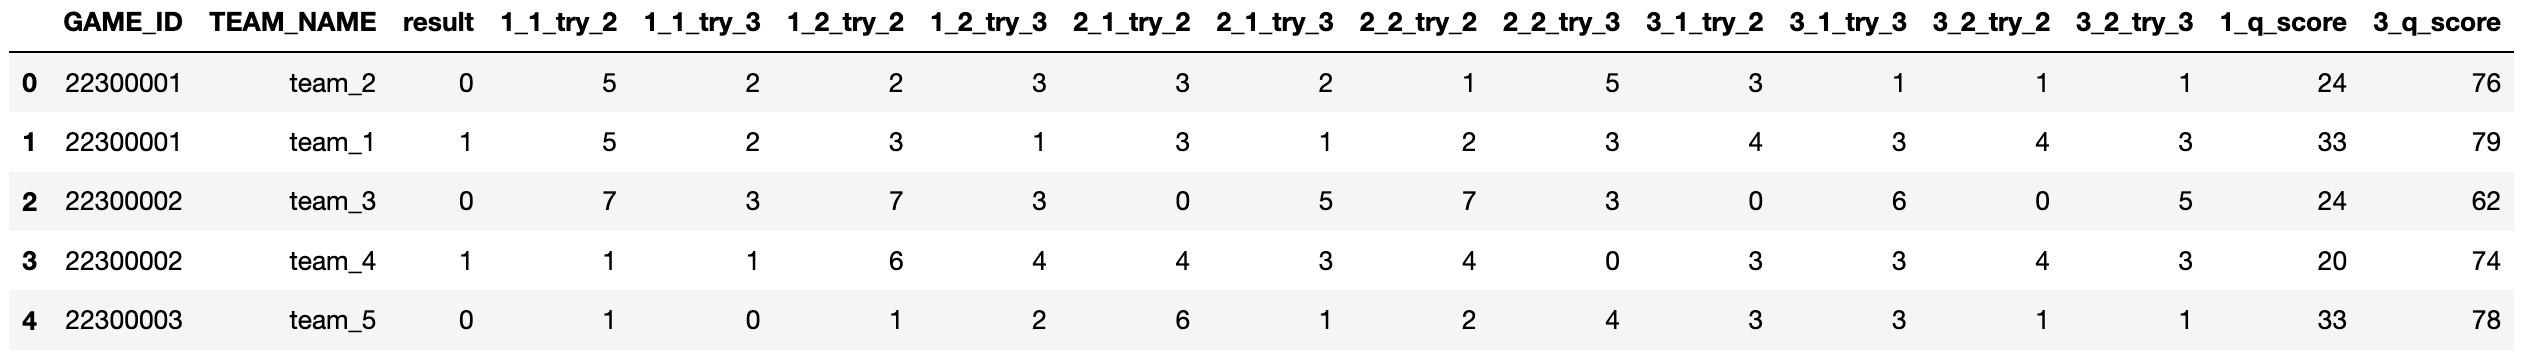 GAME_ID TEAM_NAME result 1_1_try_2 1_1_try_3 1_2_try_2 1_2_try_3 2_1_try_2 2_1_try_3 2_2_try_2 2_2_try_3 3_1_try_2 3_1_try_3 3_2_try_2 3_2_try_3 1_q_score 3_q_score
0 22300001 team_2 0 5 2 2 3 3 2 1 5 3 1 1 1 24 76
1 22300001 team_1 1 5 2 3 1 3 1 2 3 4 3 4 3 33 79
2 22300002 team_3 0 7 3 7 3 0 5 7 3 0 6 0 5 24 62
3 22300002 team_4 1 1 1 6 4 4 3 4 0 3 3 4 3 20 74
4 22300003 team_5 0 1 0 1 2 6 1 2 4 3 3 1 1 33 78